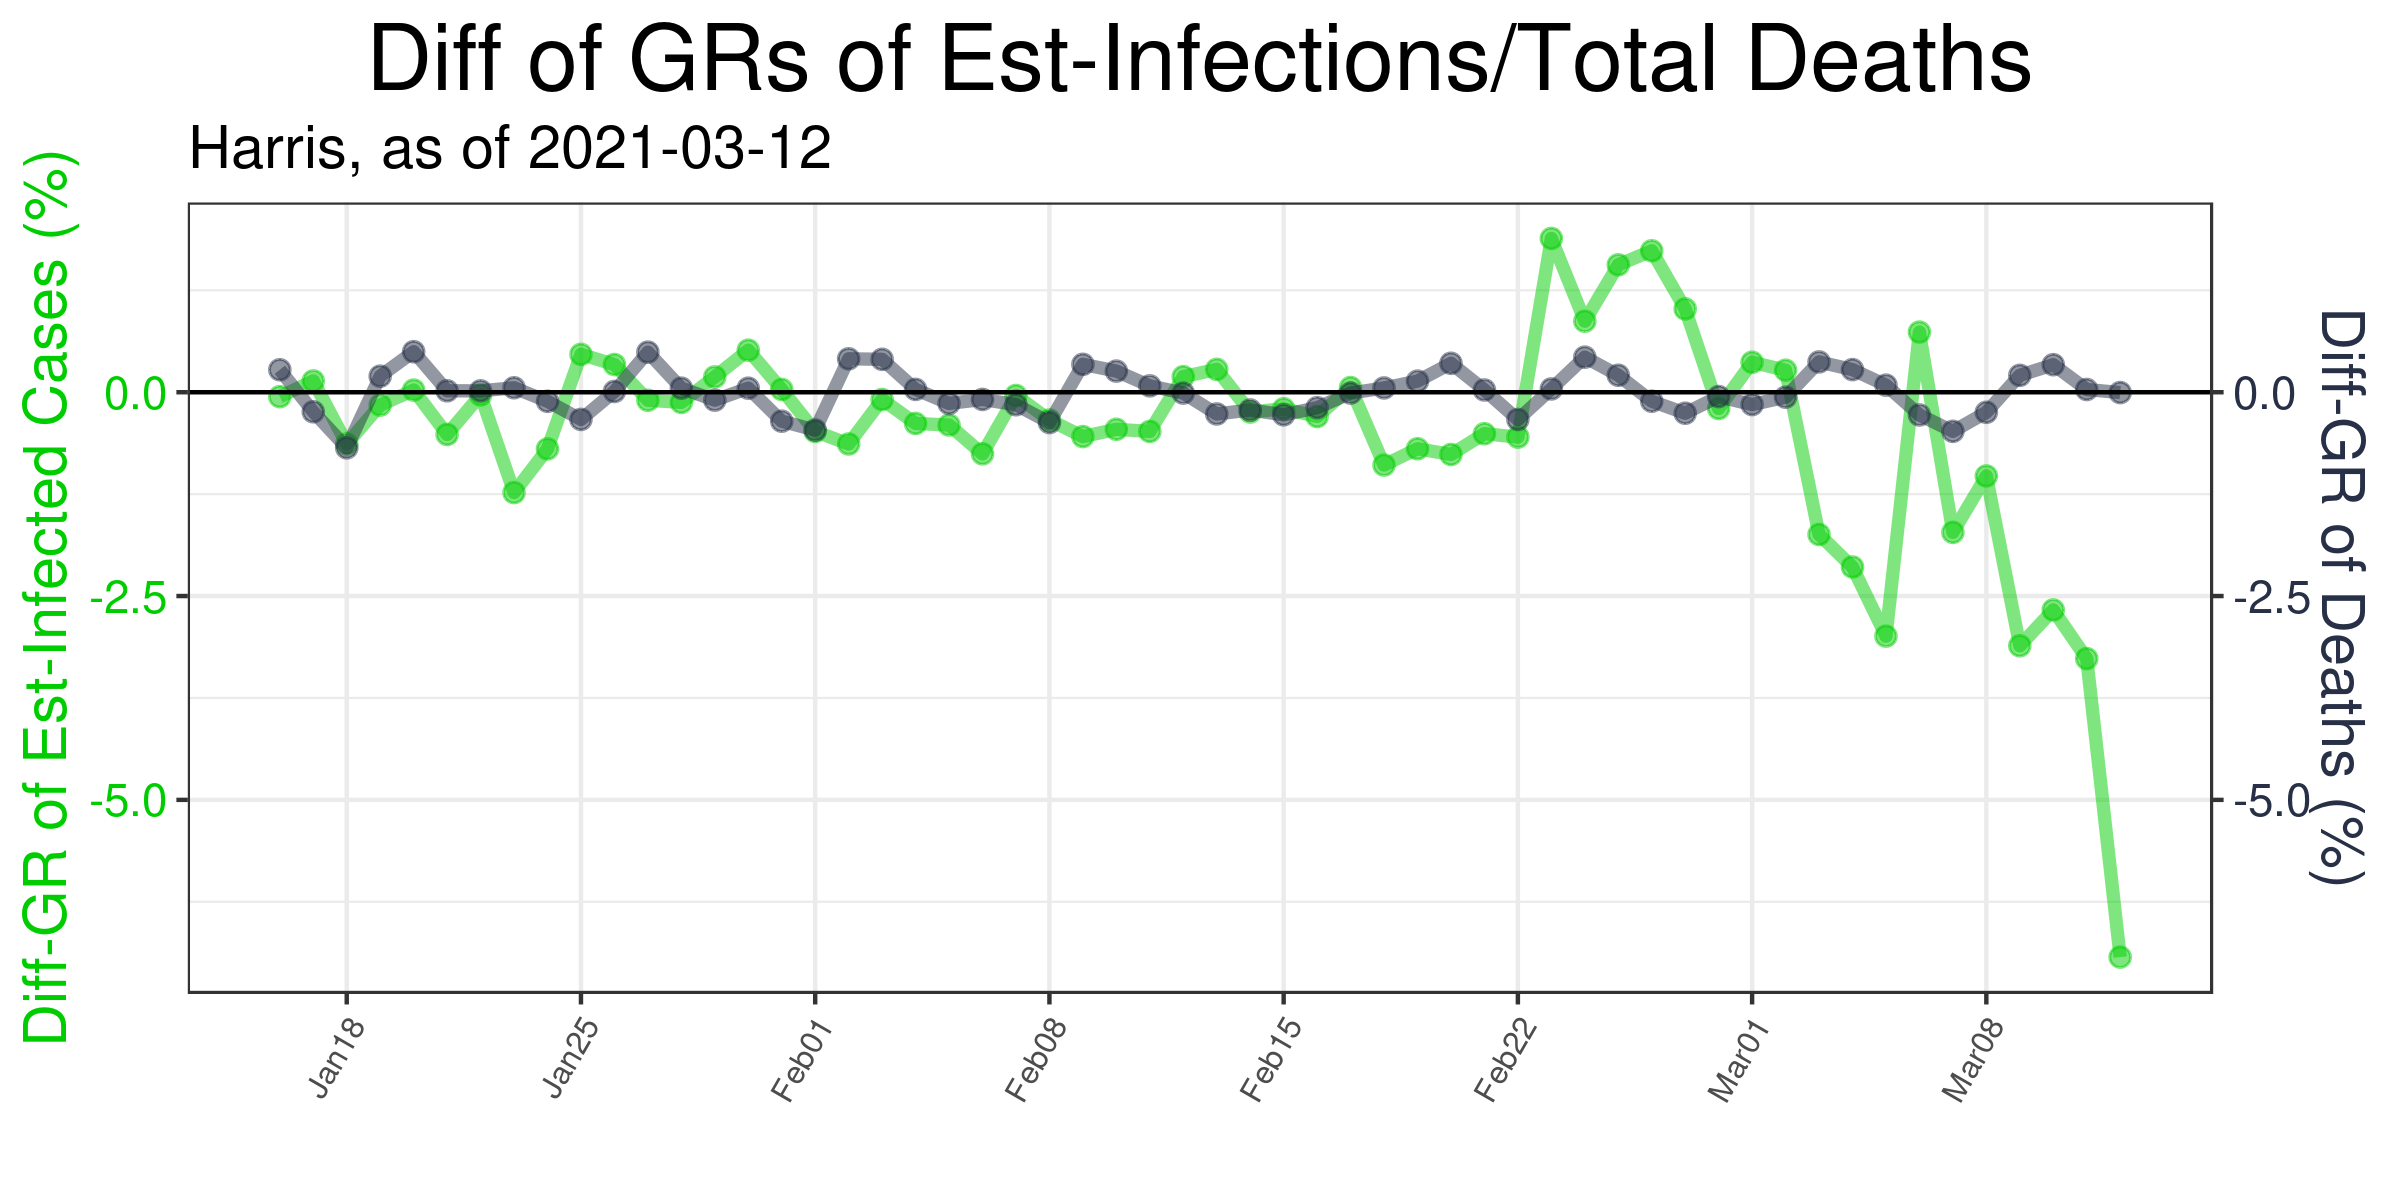 Diff of GRs of Est-Infections/Total Deaths
Harris, as of 2021-03-12
Diff-GR of Est-Infected Cases (%)
0.0
-2.5
-5.0
0.0
-2.5
-5.0
Diff-GR of Deaths (%)
Jan18
Jan25
Feb01
Feb08
Feb15
Feb22
Mar01
Mar08